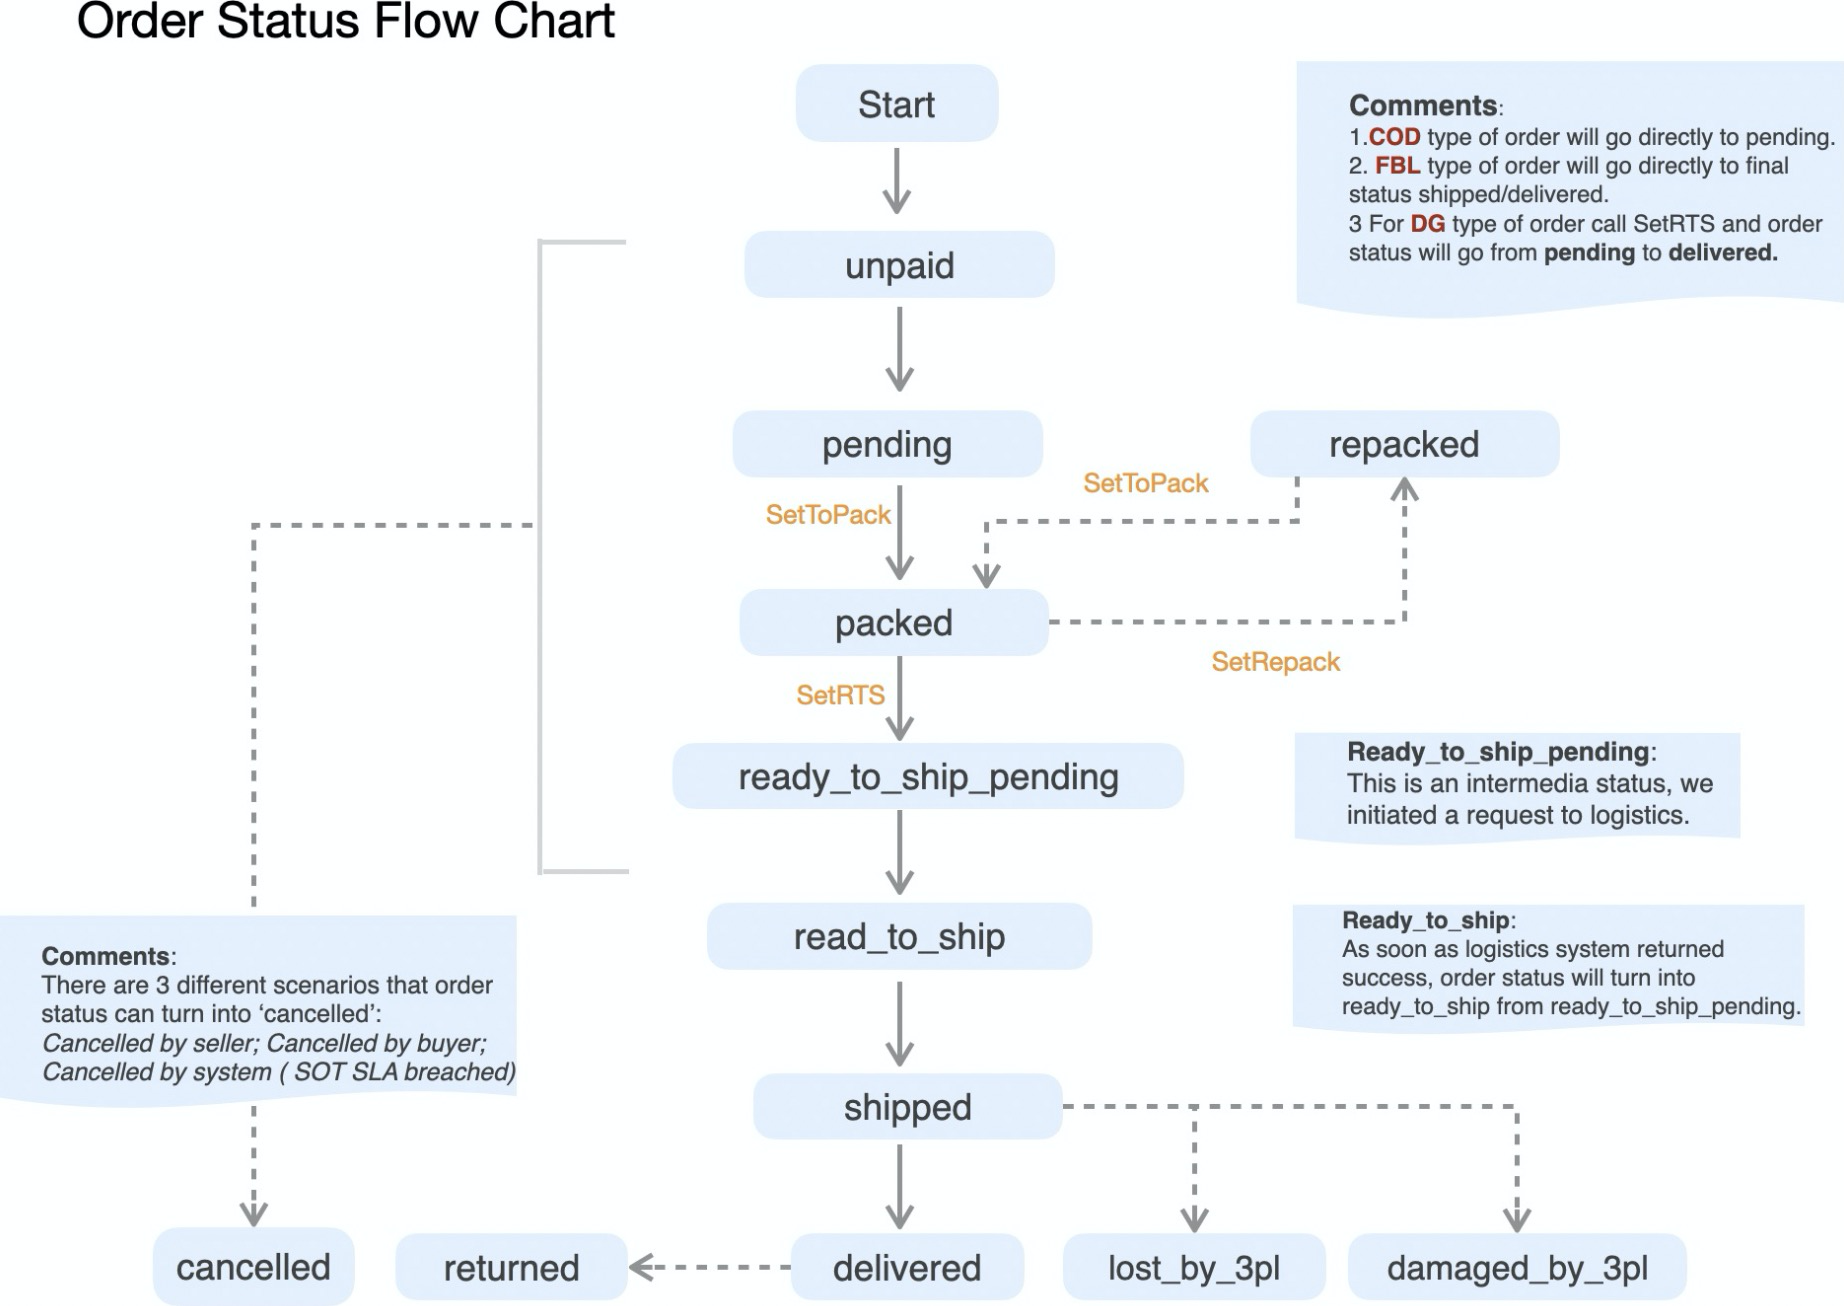 Order Status Flow Chart
Start
Comments:
1.COD type of order will go directly to pending.
2. FBL type of order will go directly to final
status shipped/delivered.
3 For DG type of order call SetRTS and order
status will go from pending to delivered.
unpaid
pending
repacked
SetToPack
SetToPack
packed
SetRepack
SetRTS
ready_to_ship_pending
Ready_to_ship_pending:
This is an intermedia status, we
initiated a request to logistics.
read_to_ship
Ready_to_ship:
As soon as logistics system returned
success, order status will turn into
ready_to_ship from ready_to_ship_pending.
Comments:
There are 3 different scenarios that order
status can turn into ‘cancelled’:
Cancelled by seller; Cancelled by buyer;
Cancelled by system ( SOT SLA breached)
shipped
cancelled
returned
delivered
lost_by_3pl
damaged_by_3pl